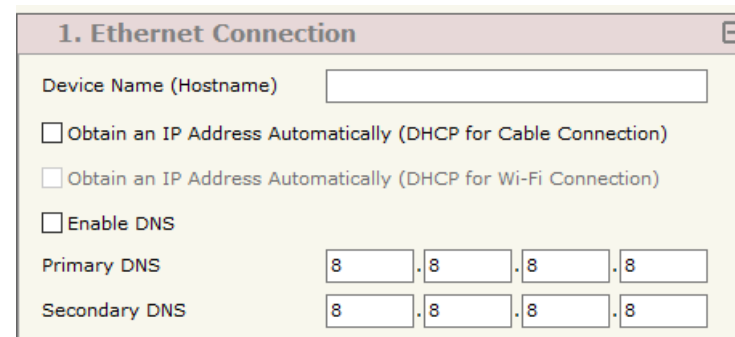 1. Ethernet Connection
Device Name (Hostname)
Obtain an IP Address Automatically (DHCP for Cable Connection)
Obtain an IP Address Automatically (DHCP for Wi-Fi Connection)
Enable DNS
Primary DNS 8 . 8 . 8 . 8
Secondary DNS 8 . 8 . 8 . 8